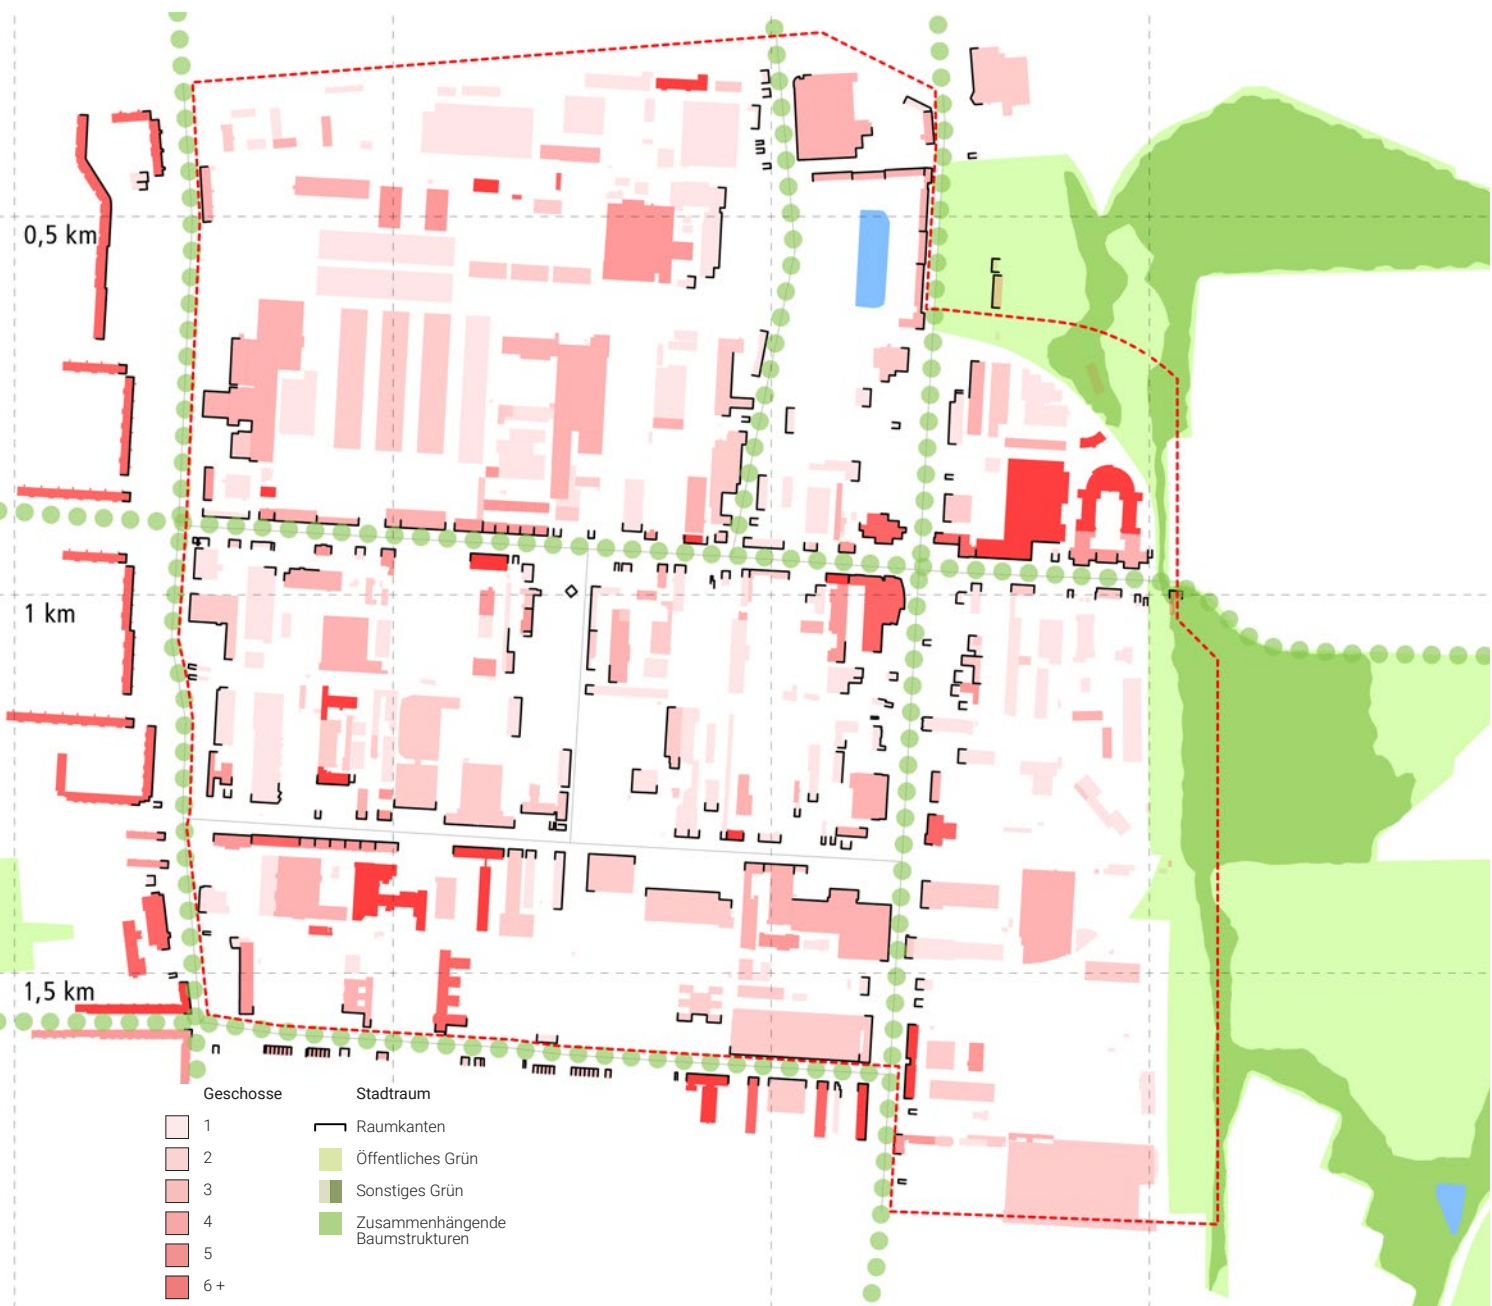 0,5 km
1 km
1,5 km
Geschosse
1
2
3
4
5
6 +
Stadtraum
Raumkanten
Öffentliches Grün
Sonstiges Grün
Zusammenhängende
Baumstrukturen